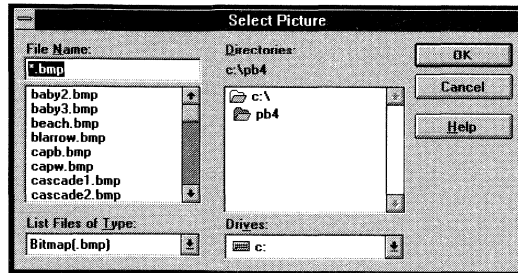 Select Picture
File Name:
*.bmp
baby2.bmp
baby3.bmp
beach.bmp
blarrow.bmp
capb.bmp
capw.bmp
cascade1.bmp
cascade2.bmp
List Files of Type:
Bitmap(.bmp)
Directories:
c:\pb4
c:\
pb4
Drives:
c:
OK
Cancel
Help